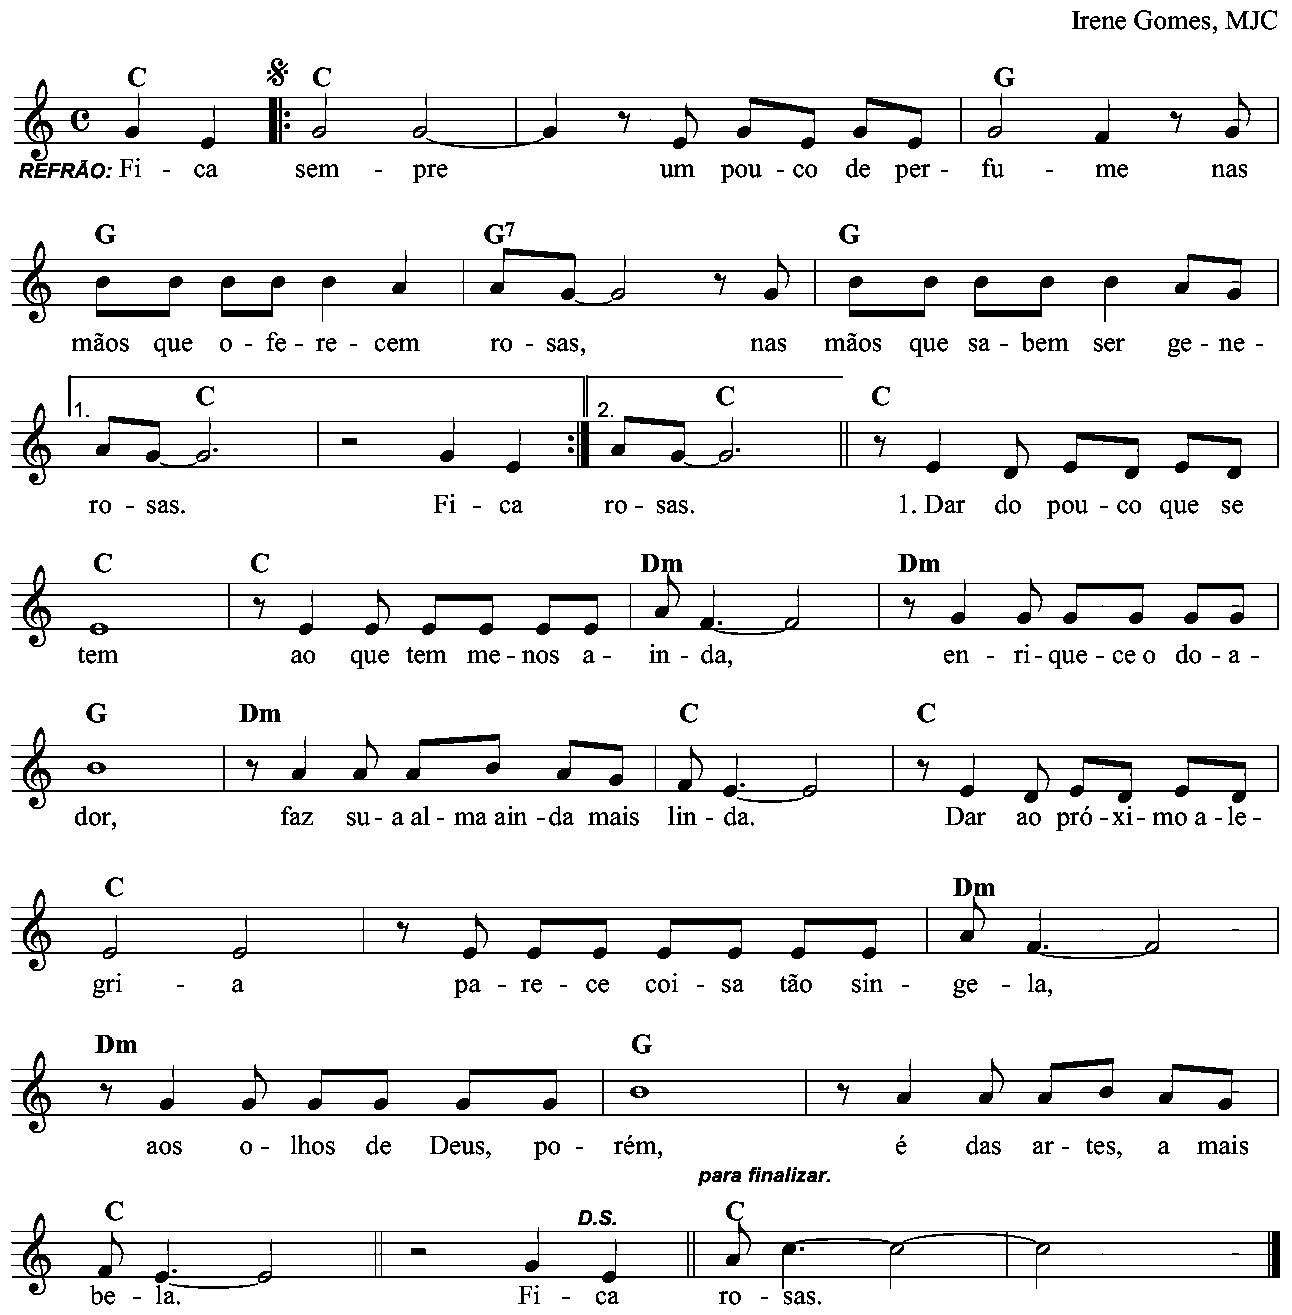 Irene Gomes, MJC
C C G
REFRÃO: Fi - ca sem - pre um pou - co de per - fu - me nas
G G7 G
mãos que o - fe - re - cem ro - sas, nas mãos que sa - bem ser ge - ne -
1. C 2. C C
ro - sas. Fi - ca ro - sas. 1. Dar do pou - co que se
C C Dm Dm
tem ao que tem me - nos a - in - da, en - ri - que - ce o do - a -
G Dm C C
dor, faz su - a al - ma ain - da mais lin - da. Dar ao pró - xi - mo a - le -
C Dm
gri - a pa - re - ce coi - sa tão sin - ge - la,
Dm G
aos o - lhos de Deus, po - rém, é das ar - tes, a mais
para finalizar.
C D.S. C
be - la. Fi - ca ro - sas.